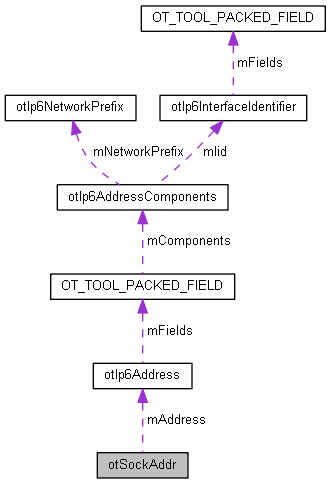 OT_TOOL_PACKED_FIELD
mFields
otIp6NetworkPrefix
otIp6InterfaceIdentifier
mNetworkPrefix
mIid
otIp6AddressComponents
mComponents
OT_TOOL_PACKED_FIELD
mFields
otIp6Address
mAddress
otSockAddr